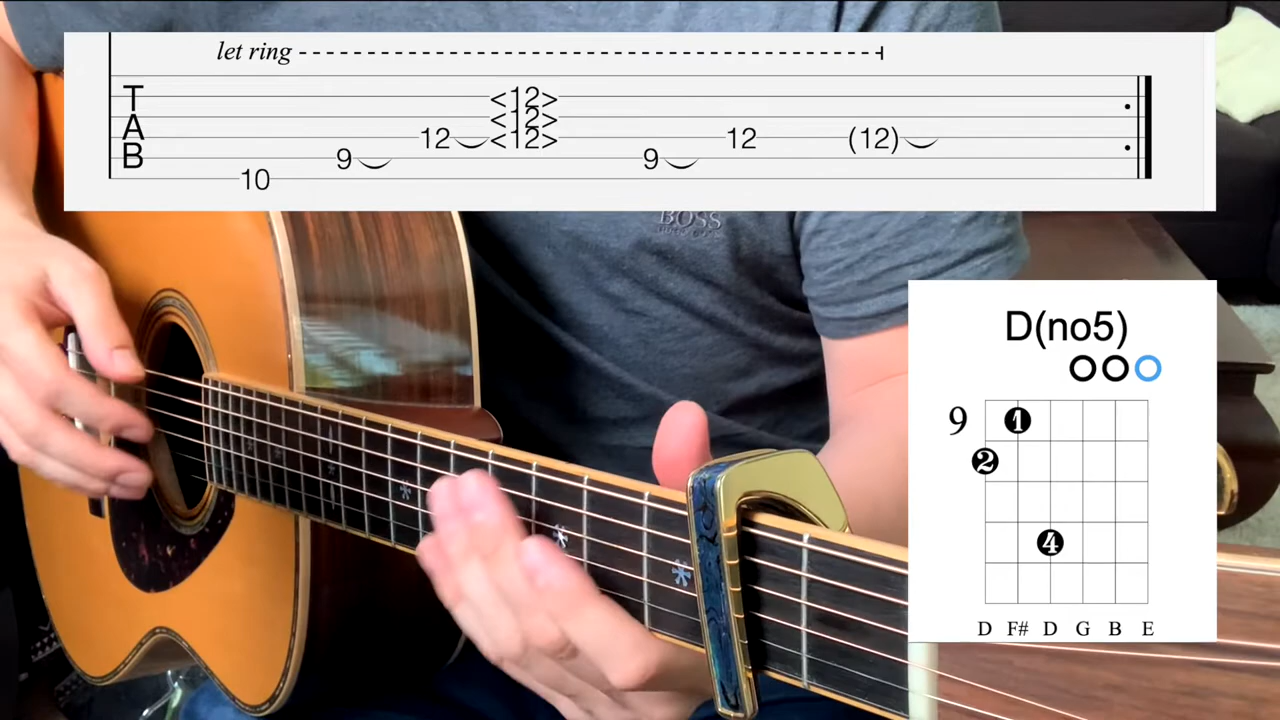 let ring
T
A
B
10
9
12
<12>
<12>
<12>
9
12
(12)
BOSS
D(no5)
9
1
2
4
D F# D G B E